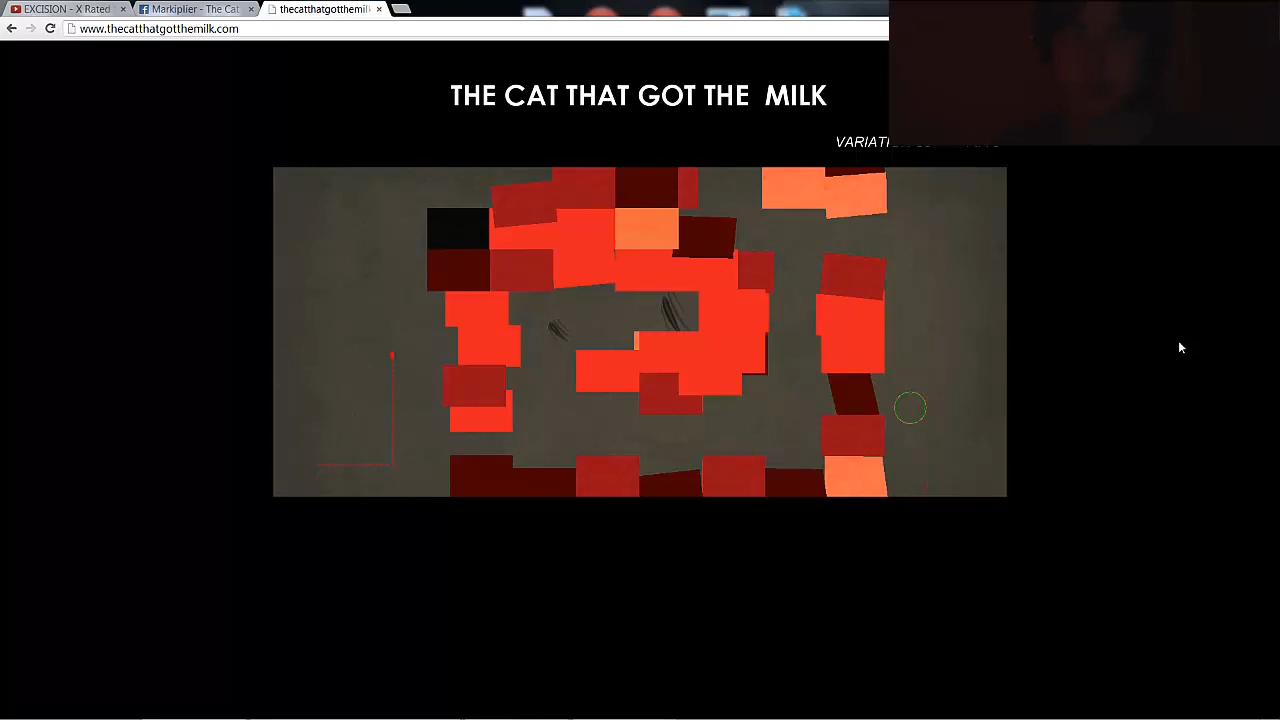 EXCISION - X Rated
Markiplier - The Cat
thecatthatgotthemilk
www.thecatthatgotthemilk.com
THE CAT THAT GOT THE MILK